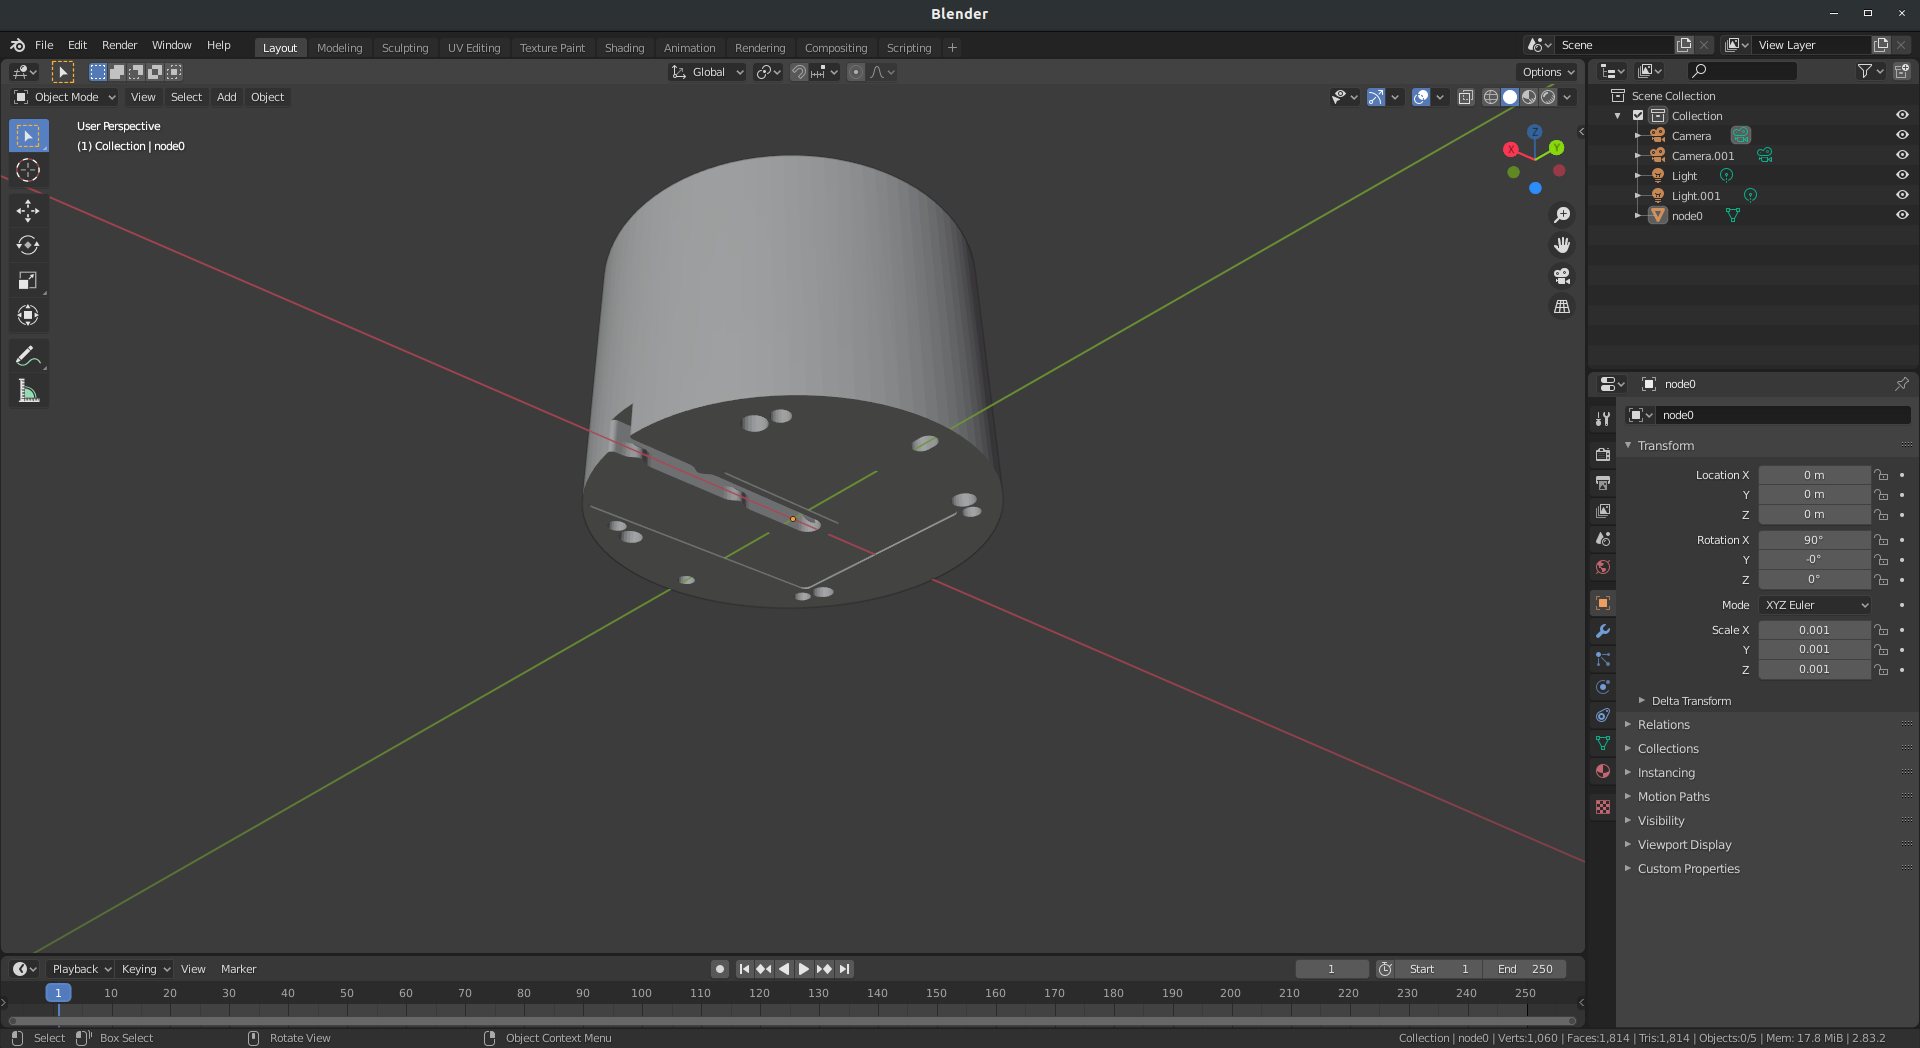 Blender
File Edit Render Window Help
Layout Modeling Sculpting UV Editing Texture Paint Shading Animation Rendering Compositing Scripting +
Scene
View Layer
Global
Options
Object Mode View Select Add Object
User Perspective
(1) Collection | node0
Z
X
Y
Scene Collection
Collection
Camera
Camera.001
Light
Light.001
node0
node0
node0
Transform
Location X 0 m
Y 0 m
Z 0 m
Rotation X 90°
Y -0°
Z 0°
Mode XYZ Euler
Scale X 0.001
Y 0.001
Z 0.001
Delta Transform
Relations
Collections
Instancing
Motion Paths
Visibility
Viewport Display
Custom Properties
Playback Keying View Marker
1
Start 1
End 250
1 10 20 30 40 50 60 70 80 90 100 110 120 130 140 150 160 170 180 190 200 210 220 230 240 250
Select
Box Select
Rotate View
Object Context Menu
Collection | node0 | Verts:1,060 | Faces:1,814 | Tris:1,814 | Objects:0/5 | Mem: 17.8 MiB | 2.83.2